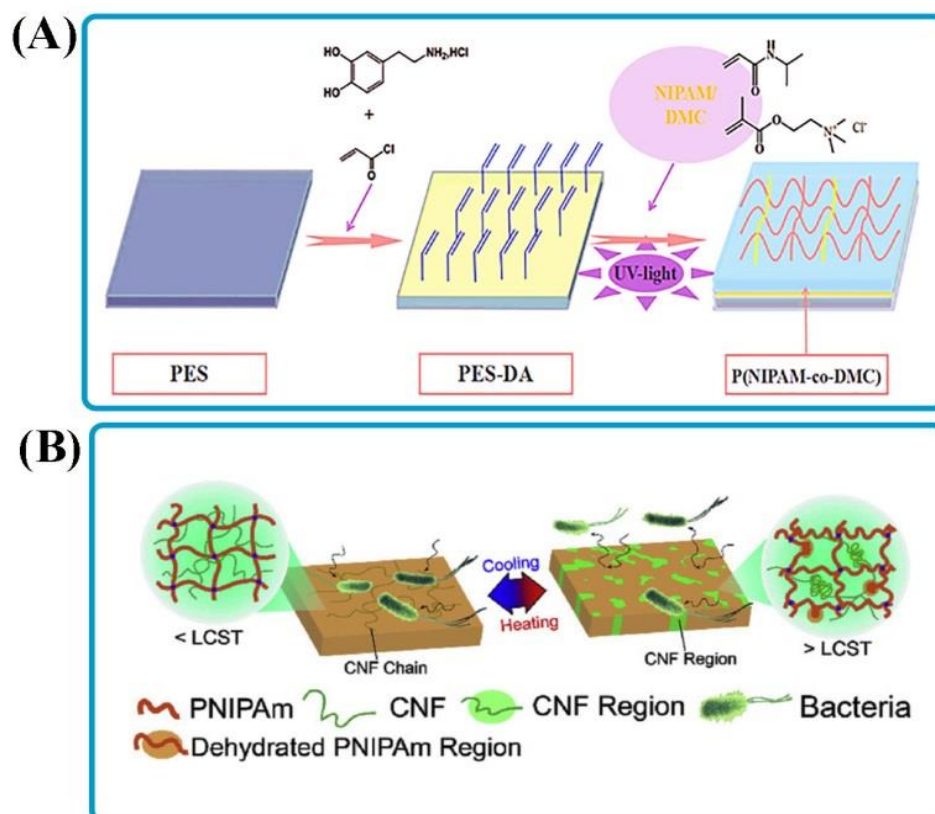 (A)
HO
HO
NH₂.HCl
+
Cl
O
NIPAM/
DMC
H
N
O
O
O
N⁺
Cl⁻
UV-light
PES
PES-DA
P(NIPAM-co-DMC)
(B)
< LCST
CNF Chain
Cooling
Heating
CNF Region
> LCST
PNIPAm
CNF
CNF Region
Bacteria
Dehydrated PNIPAm Region